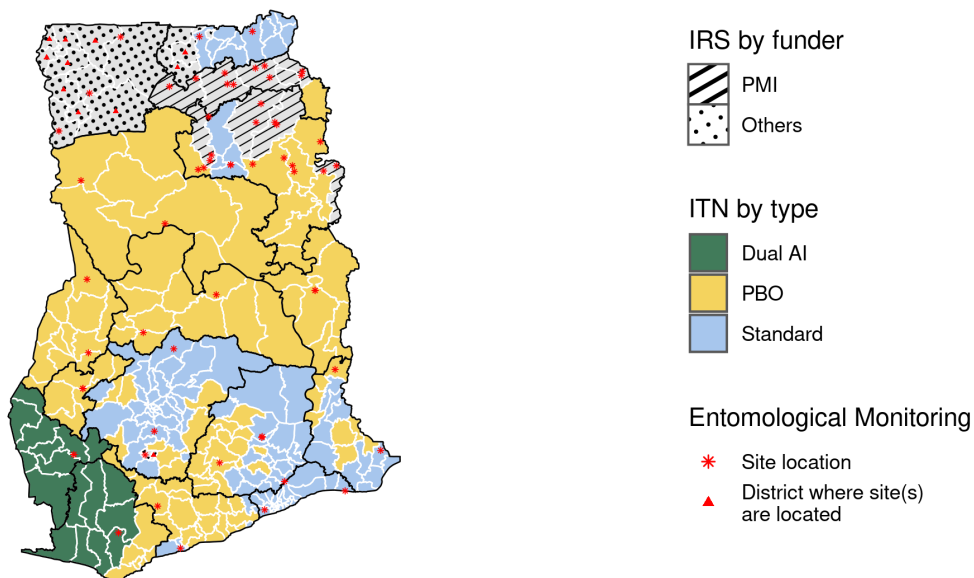 IRS by funder
PMI
Others
ITN by type
Dual AI
PBO
Standard
Entomological Monitoring
Site location
District where site(s)
are located